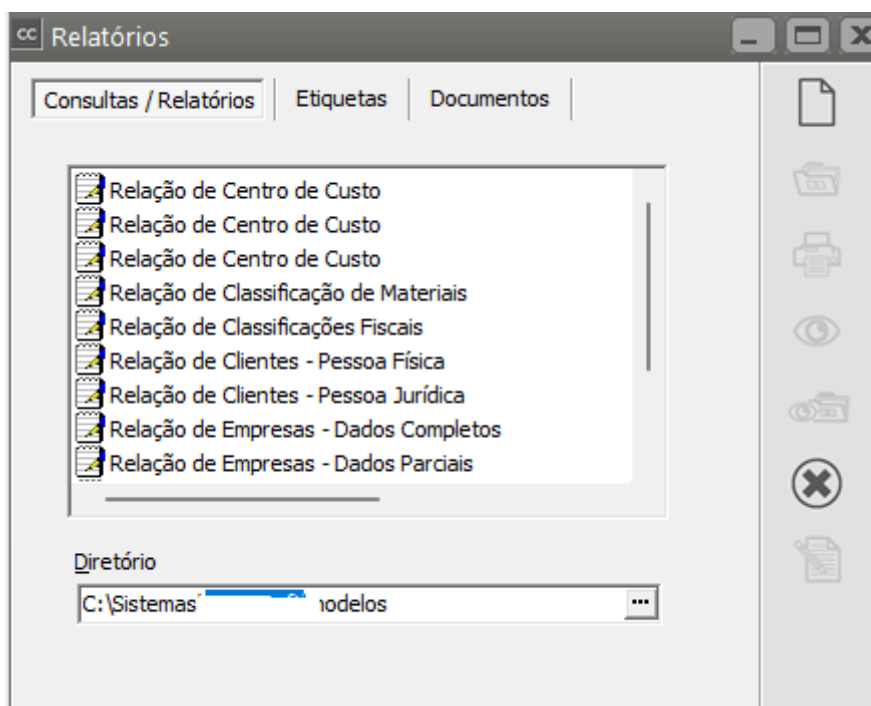 cc Relatórios
Consultas / Relatórios Etiquetas Documentos
Relação de Centro de Custo
Relação de Centro de Custo
Relação de Centro de Custo
Relação de Classificação de Materiais
Relação de Classificações Fiscais
Relação de Clientes - Pessoa Física
Relação de Clientes - Pessoa Jurídica
Relação de Empresas - Dados Completos
Relação de Empresas - Dados Parciais
Diretório
C:\Sistemas odelos ...